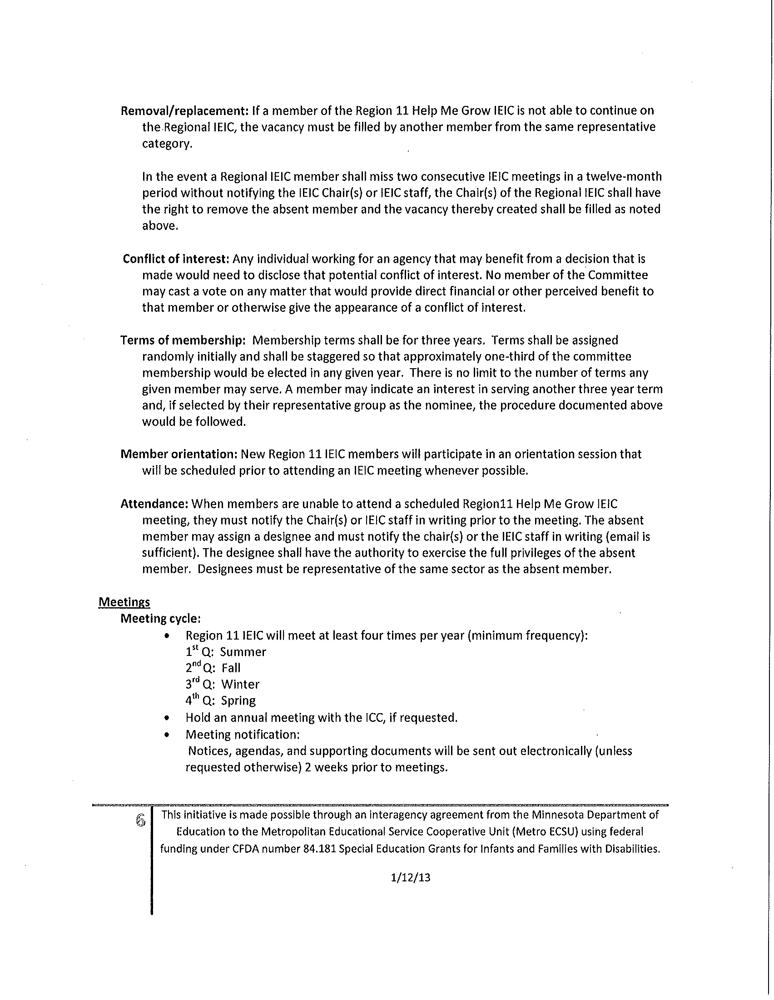 Removal/replacement: If a member of the Region 11 Help Me Grow IEIC is not able to continue on
the Regional IEIC, the vacancy must be filled by another member from the same representative
category.
In the event a Regional IEIC member shall miss two consecutive IEIC meetings in a twelve-month
period without notifying the IEIC Chair(s) or IEIC staff, the Chair(s) of the Regional IEIC shall have
the right to remove the absent member and the vacancy thereby created shall be filled as noted
above.
Conflict of interest: Any individual working for an agency that may benefit from a decision that is
made would need to disclose that potential conflict of interest. No member of the Committee
may cast a vote on any matter that would provide direct financial or other perceived benefit to
that member or otherwise give the appearance of a conflict of interest.
Terms of membership: Membership terms shall be for three years. Terms shall be assigned
randomly initially and shall be staggered so that approximately one-third of the committee
membership would be elected in any given year. There is no limit to the number of terms any
given member may serve. A member may indicate an interest in serving another three year term
and, if selected by their representative group as the nominee, the procedure documented above
would be followed.
Member orientation: New Region 11 IEIC members will participate in an orientation session that
will be scheduled prior to attending an IEIC meeting whenever possible.
Attendance: When members are unable to attend a scheduled Region11 Help Me Grow IEIC
meeting, they must notify the Chair(s) or IEIC staff in writing prior to the meeting. The absent
member may assign a designee and must notify the chair(s) or the IEIC staff in writing (email is
sufficient). The designee shall have the authority to exercise the full privileges of the absent
member. Designees must be representative of the same sector as the absent member.
Meetings
Meeting cycle:
• Region 11 IEIC will meet at least four times per year (minimum frequency):
1st Q: Summer
2nd Q: Fall
3rd Q: Winter
4th Q: Spring
• Hold an annual meeting with the ICC, if requested.
• Meeting notification:
Notices, agendas, and supporting documents will be sent out electronically (unless
requested otherwise) 2 weeks prior to meetings.
6
This initiative is made possible through an interagency agreement from the Minnesota Department of
Education to the Metropolitan Educational Service Cooperative Unit (Metro ECSU) using federal
funding under CFDA number 84.181 Special Education Grants for Infants and Families with Disabilities.
1/12/13